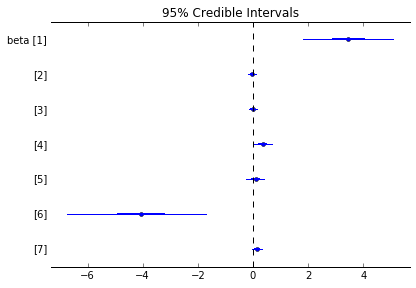 95% Credible Intervals
beta [1]
[2]
[3]
[4]
[5]
[6]
[7]
−6 −4 −2 0 2 4